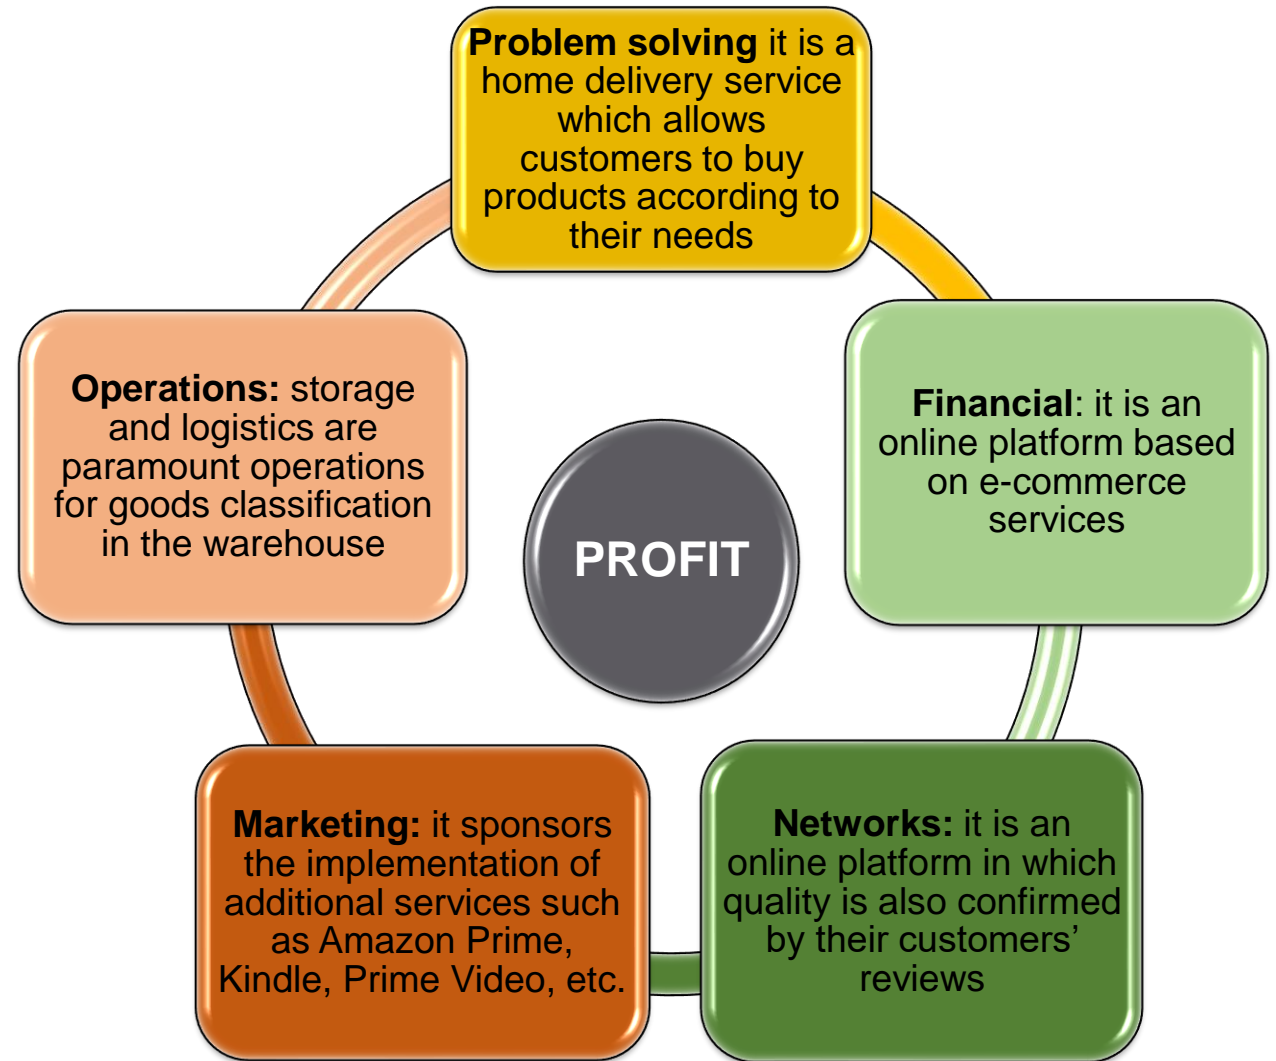 Problem solving it is a
home delivery service
which allows
customers to buy
products according to
their needs
Financial: it is an
online platform based
on e-commerce
services
Networks: it is an
online platform in which
quality is also confirmed
by their customers’
reviews
Marketing: it sponsors
the implementation of
additional services such
as Amazon Prime,
Kindle, Prime Video, etc.
Operations: storage
and logistics are
paramount operations
for goods classification
in the warehouse
PROFIT